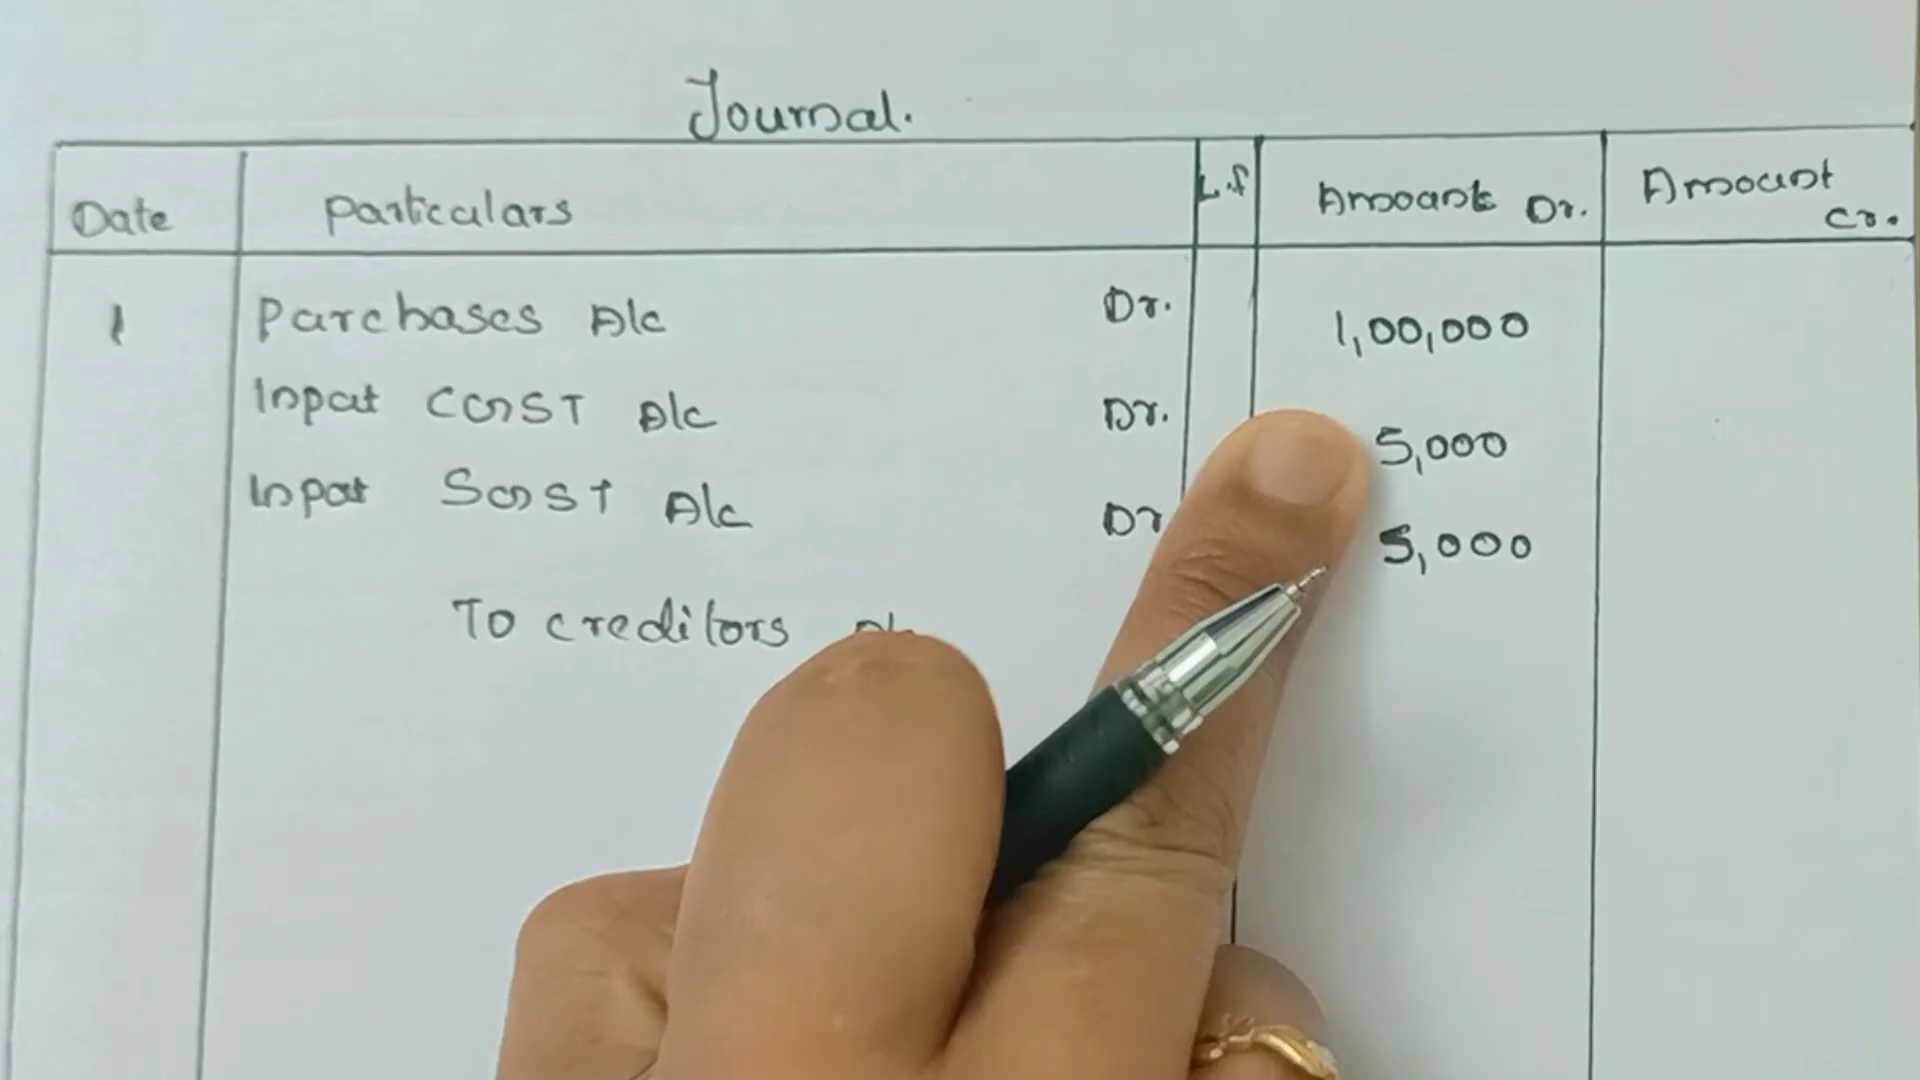 Journal.
Date Particulars L.f Amount Dr. Amount Cr.
1 Purchases A/c Dr. 1,00,000
Input CGST A/c Dr. 5,000
Input SGST A/c Dr 5,000
To creditors